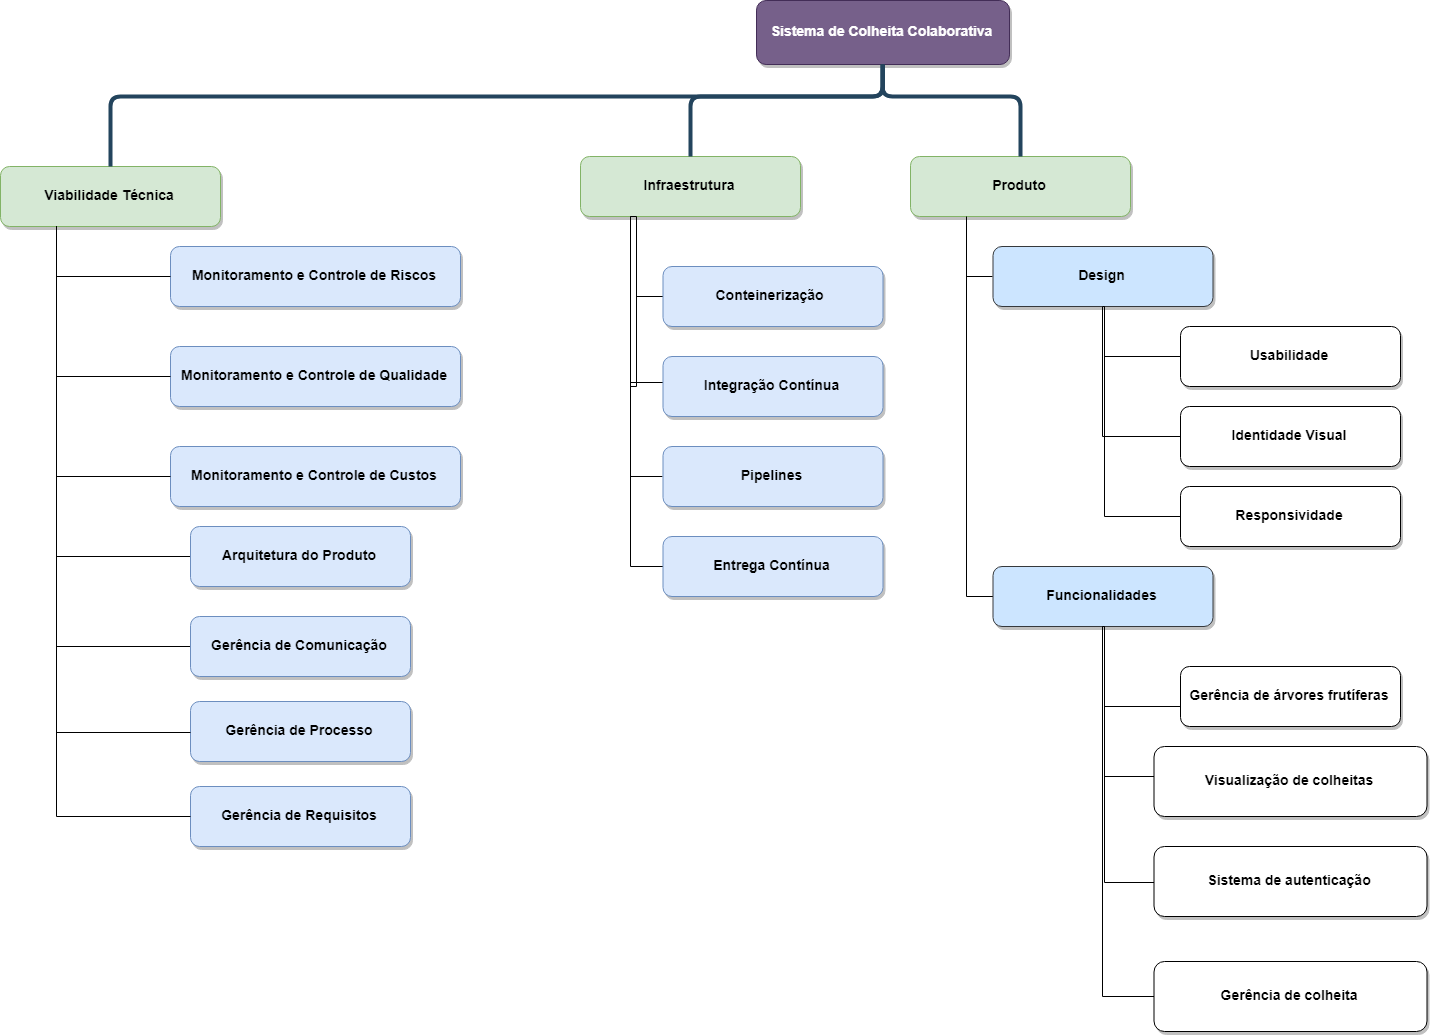 Sistema de Colheita Colaborativa
Viabilidade Técnica
Monitoramento e Controle de Riscos
Monitoramento e Controle de Qualidade
Monitoramento e Controle de Custos
Arquitetura do Produto
Gerência de Comunicação
Gerência de Processo
Gerência de Requisitos
Infraestrutura
Conteinerização
Integração Contínua
Pipelines
Entrega Contínua
Produto
Design
Usabilidade
Identidade Visual
Responsividade
Funcionalidades
Gerência de árvores frutíferas
Visualização de colheitas
Sistema de autenticação
Gerência de colheita